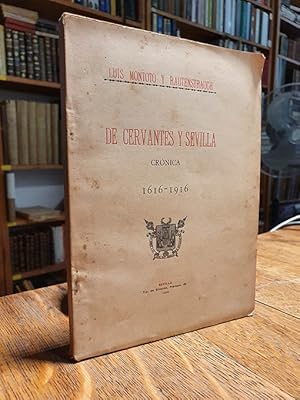 LUIS MONTOTO Y RAUTENSTRAUCH
DE CERVANTES Y SEVILLA
CRÓNICA
1616-1916
SEVILLA